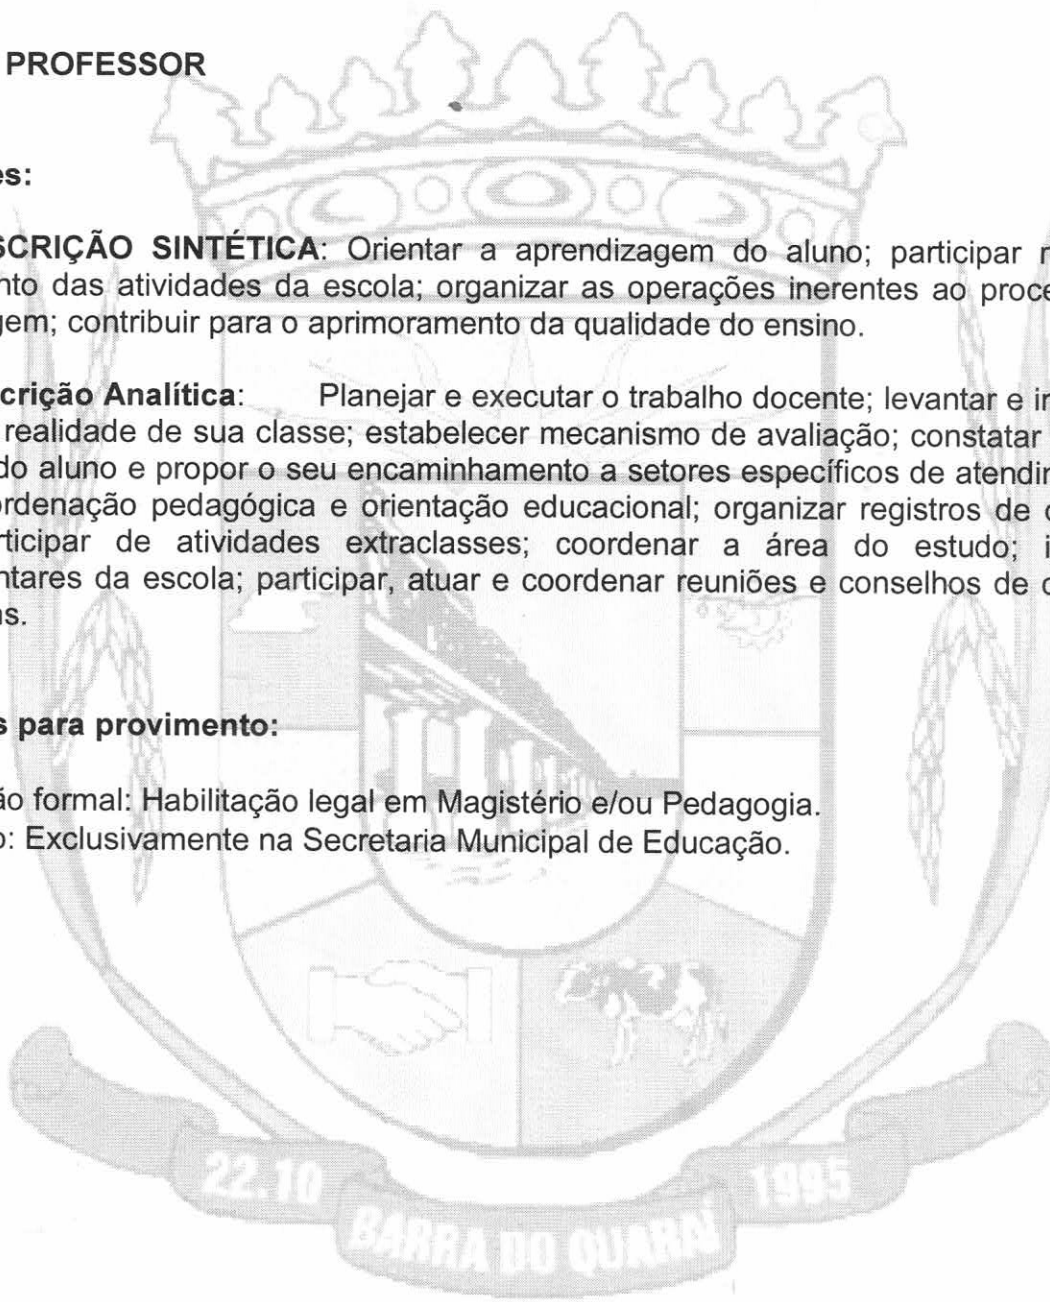 PROFESSOR
es:
SCRIÇÃO SINTÉTICA: Orientar a aprendizagem do aluno; participar
nto das atividades da escola; organizar as operações inerentes ao proce
gem; contribuir para o aprimoramento da qualidade do ensino.
crição Analítica: Planejar e executar o trabalho docente; levantar e
realidade de sua classe; estabelecer mecanismo de avaliação; constatar
do aluno e propor o seu encaminhamento a setores específicos de atendi
rdenação pedagógica e orientação educacional; organizar registros de
rticipar de atividades extraclasses; coordenar a área do estudo; i
ntares da escola; participar, atuar e coordenar reuniões e conselhos de
as.
s para provimento:
ão formal: Habilitação legal em Magistério e/ou Pedagogia.
o: Exclusivamente na Secretaria Municipal de Educação.
22.10 1995
BARRA DO QUARAÍ